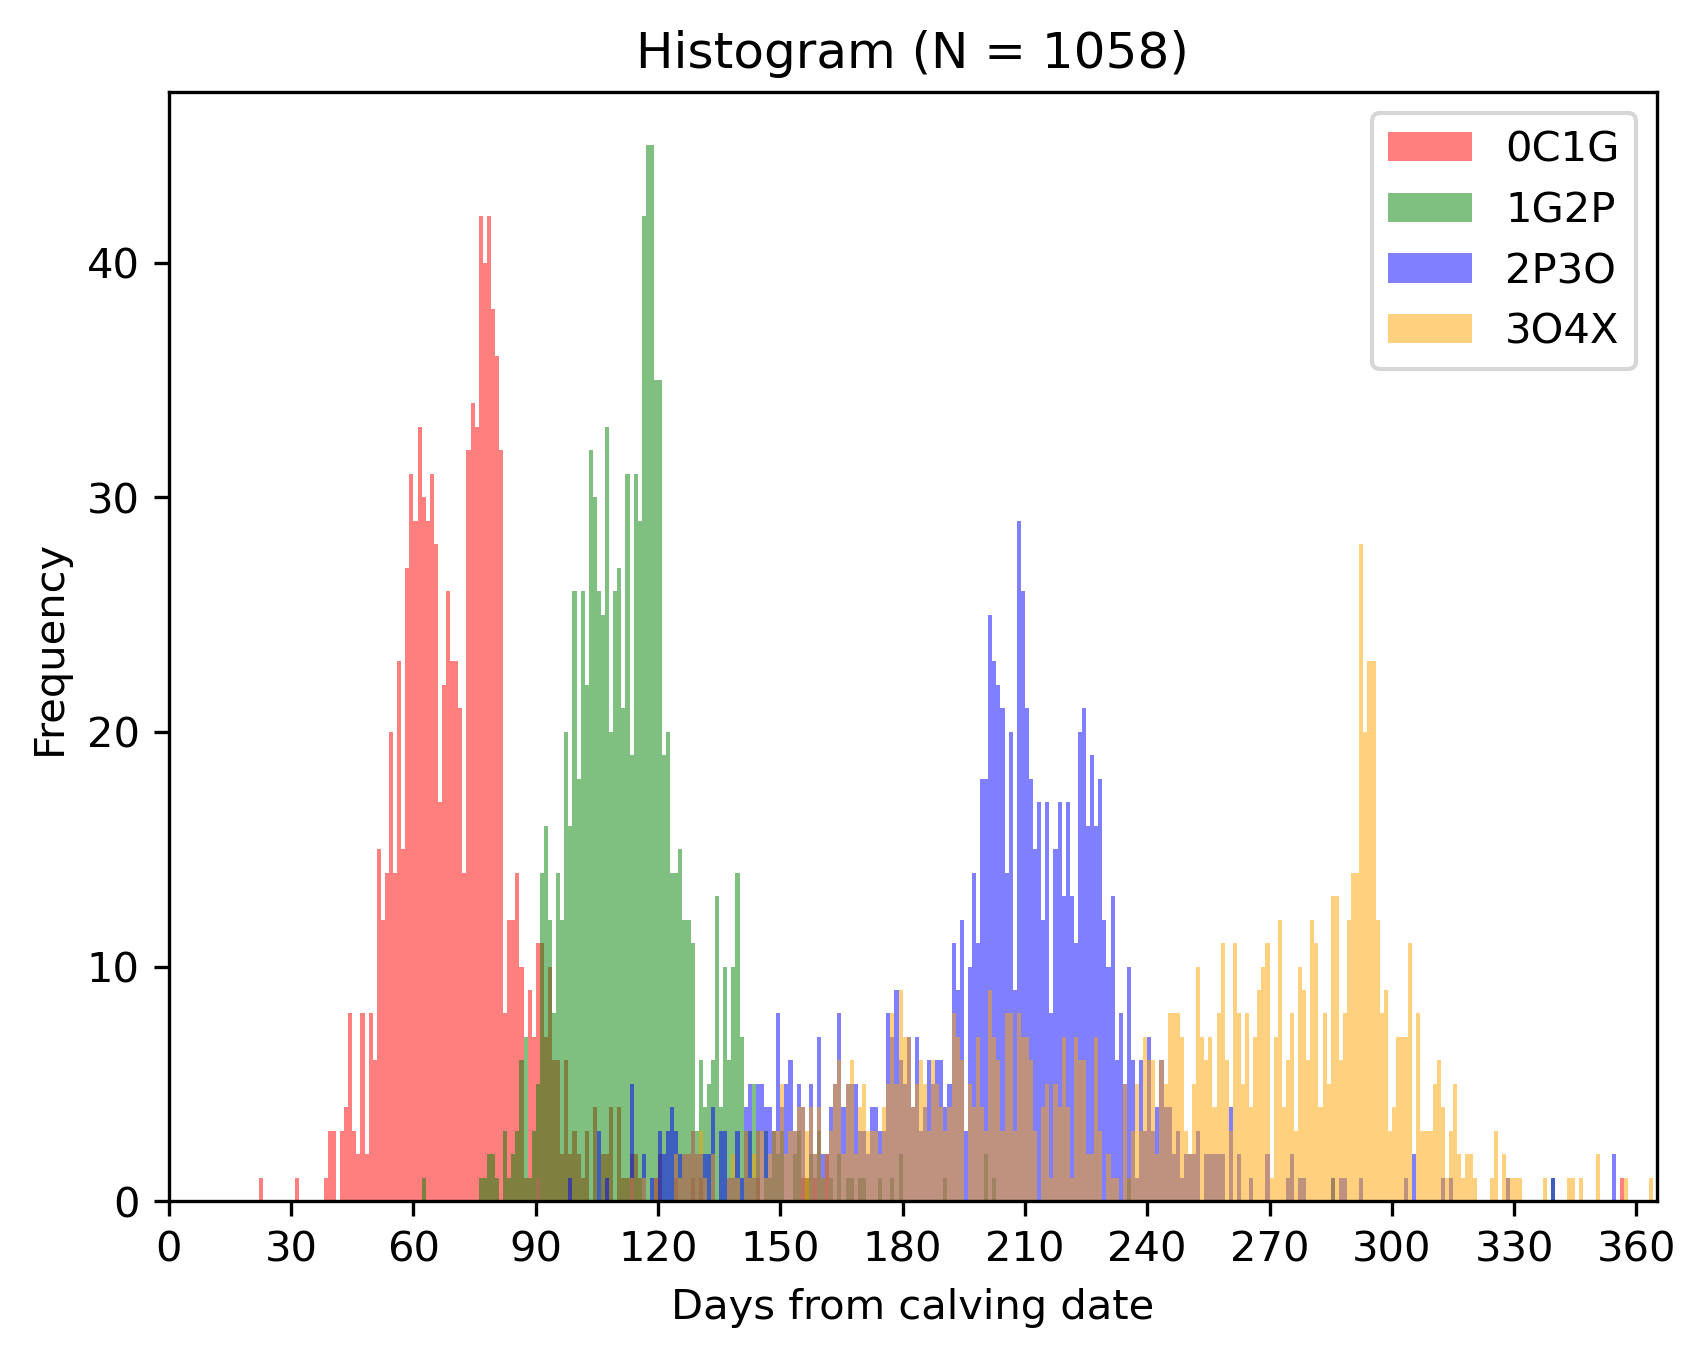 Histogram (N = 1058)
0C1G
1G2P
2P3O
3O4X
Frequency
40
30
20
10
0
0 30 60 90 120 150 180 210 240 270 300 330 360
Days from calving date